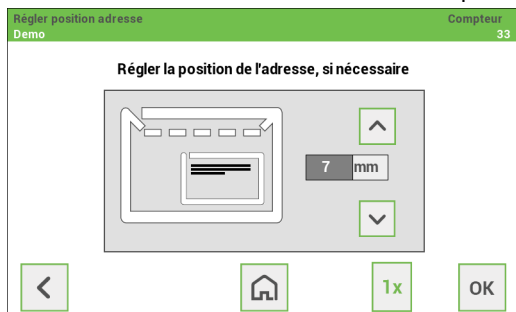 Régler position adresse Compteur
Demo 33
Régler la position de l'adresse, si nécessaire
7 mm
1x OK